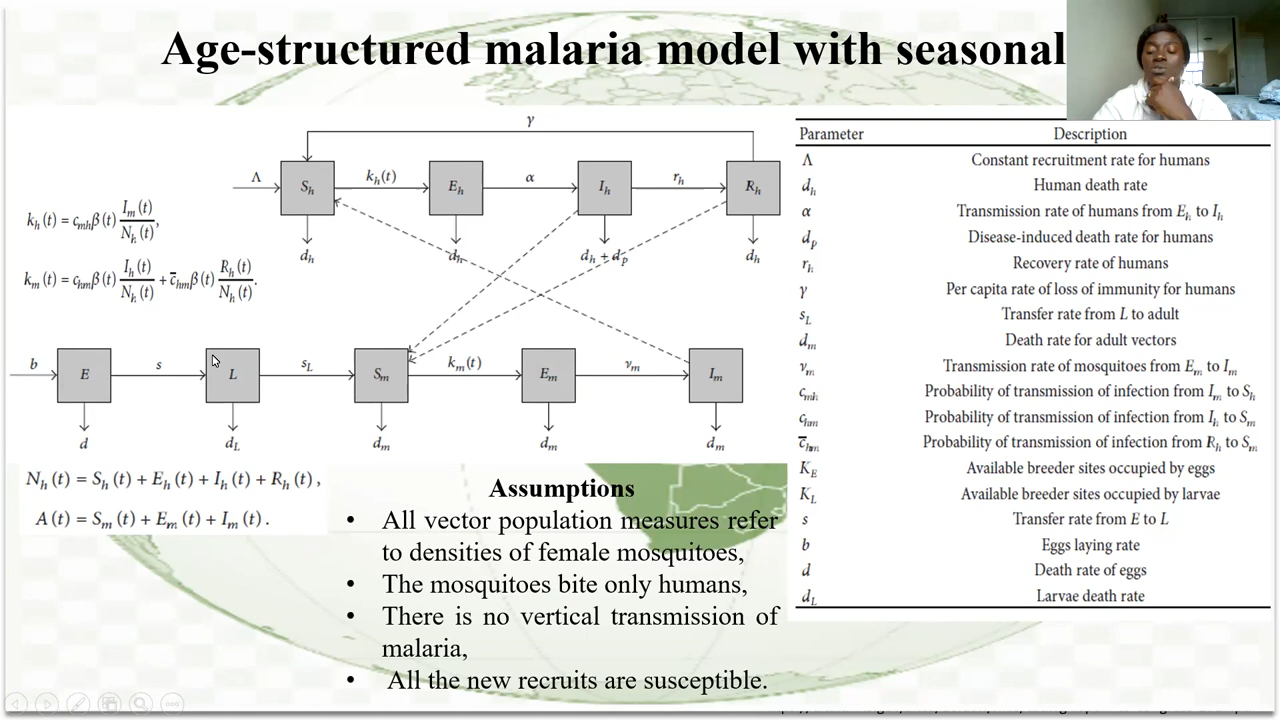 Age-structured malaria model with seasonal
γ
Λ
S_h
k_h(t)
E_h
α
I_h
r_h
R_h
d_h
d_h
d_h + d_p
d_h
k_h(t) = c_mh β(t) I_m(t)/N_h(t),
k_m(t) = c_hm β(t) I_h(t)/N_h(t) + c̄_hm β(t) R_h(t)/N_h(t).
b
E
s
L
s_L
S_m
k_m(t)
E_m
ν_m
I_m
d
d_L
d_m
d_m
d_m
N_h(t) = S_h(t) + E_h(t) + I_h(t) + R_h(t),
A(t) = S_m(t) + E_m(t) + I_m(t).
Assumptions
• All vector population measures refer
to densities of female mosquitoes,
• The mosquitoes bite only humans,
• There is no vertical transmission of
malaria,
• All the new recruits are susceptible.
Parameter Description
Λ Constant recruitment rate for humans
d_h Human death rate
α Transmission rate of humans from E_h to I_h
d_p Disease-induced death rate for humans
r_h Recovery rate of humans
γ Per capita rate of loss of immunity for humans
s_L Transfer rate from L to adult
d_m Death rate for adult vectors
ν_m Transmission rate of mosquitoes from E_m to I_m
c_mh Probability of transmission of infection from I_m to S_h
c_hm Probability of transmission of infection from I_h to S_m
c̄_hm Probability of transmission of infection from R_h to S_m
K_E Available breeder sites occupied by eggs
K_L Available breeder sites occupied by larvae
s Transfer rate from E to L
b Eggs laying rate
d Death rate of eggs
d_L Larvae death rate